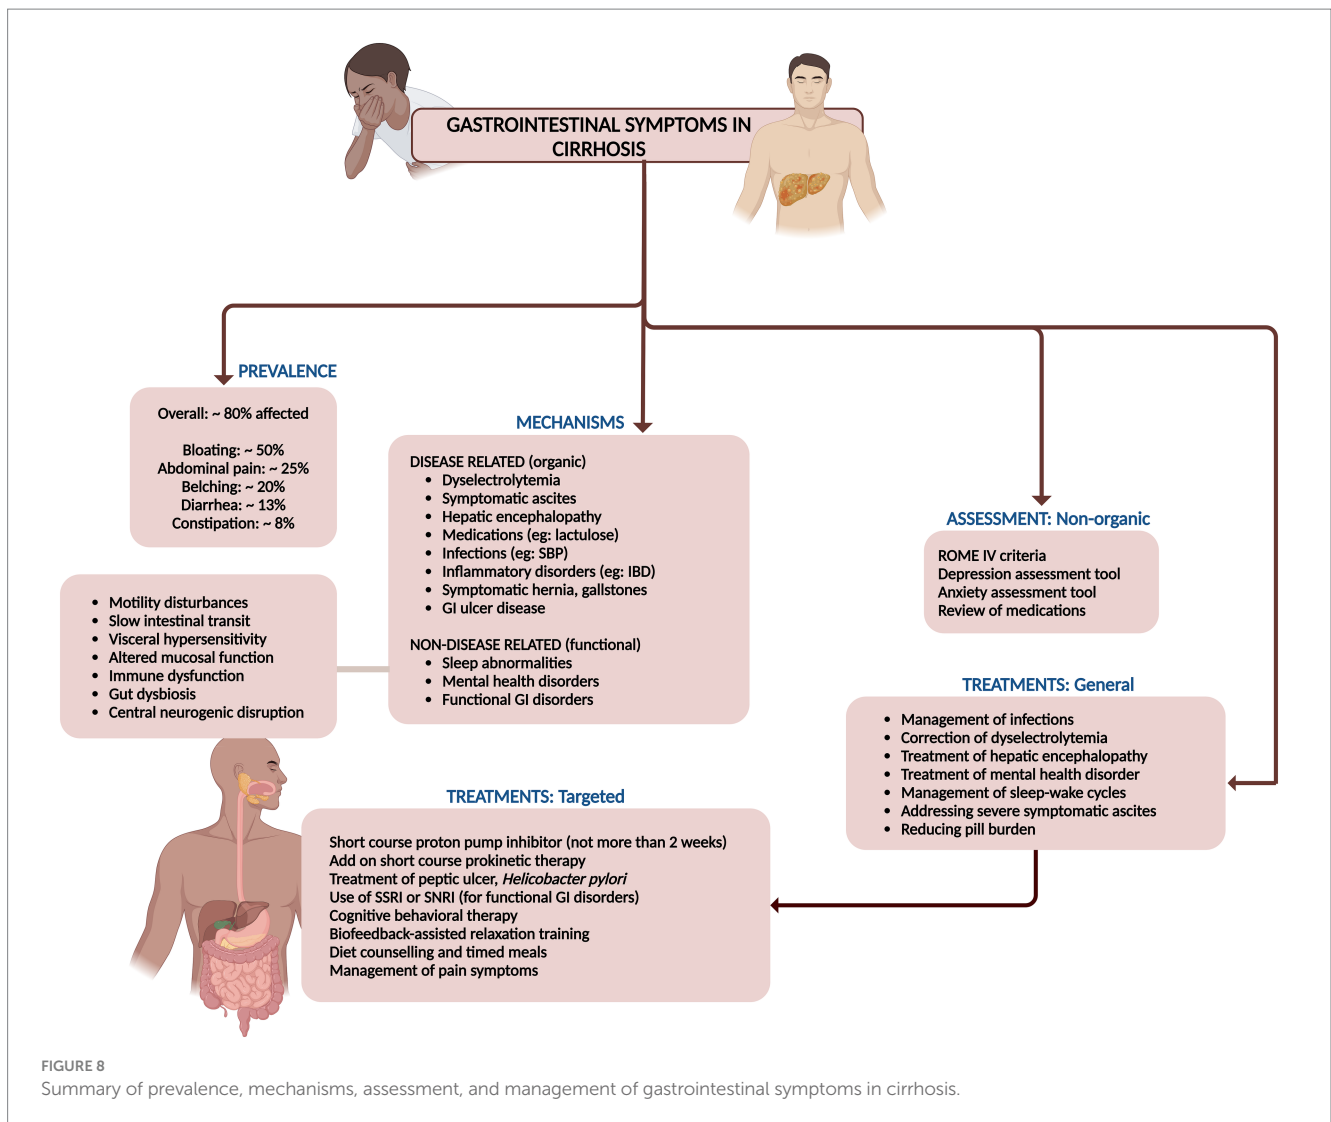 GASTROINTESTINAL SYMPTOMS IN
CIRRHOSIS
PREVALENCE
Overall: ~ 80% affected
Bloating: ~ 50%
Abdominal pain: ~ 25%
Belching: ~ 20%
Diarrhea: ~ 13%
Constipation: ~ 8%
MECHANISMS
DISEASE RELATED (organic)
• Dyselectrolytemia
• Symptomatic ascites
• Hepatic encephalopathy
• Medications (eg: lactulose)
• Infections (eg: SBP)
• Inflammatory disorders (eg: IBD)
• Symptomatic hernia, gallstones
• GI ulcer disease
NON-DISEASE RELATED (functional)
• Sleep abnormalities
• Mental health disorders
• Functional GI disorders
• Motility disturbances
• Slow intestinal transit
• Visceral hypersensitivity
• Altered mucosal function
• Immune dysfunction
• Gut dysbiosis
• Central neurogenic disruption
ASSESSMENT: Non-organic
ROME IV criteria
Depression assessment tool
Anxiety assessment tool
Review of medications
TREATMENTS: General
• Management of infections
• Correction of dyselectrolytemia
• Treatment of hepatic encephalopathy
• Treatment of mental health disorder
• Management of sleep-wake cycles
• Addressing severe symptomatic ascites
• Reducing pill burden
TREATMENTS: Targeted
Short course proton pump inhibitor (not more than 2 weeks)
Add on short course prokinetic therapy
Treatment of peptic ulcer, Helicobacter pylori
Use of SSRI or SNRI (for functional GI disorders)
Cognitive behavioral therapy
Biofeedback-assisted relaxation training
Diet counselling and timed meals
Management of pain symptoms
FIGURE 8
Summary of prevalence, mechanisms, assessment, and management of gastrointestinal symptoms in cirrhosis.